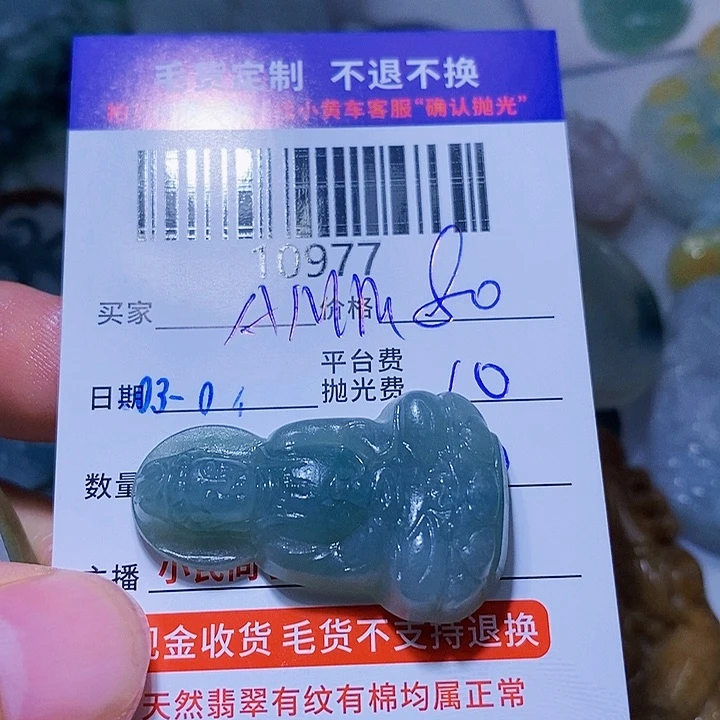 毛货定制 不退不换
小黄车客服“确认抛光”
10977
买家 AMM 价格 80
平台费
日期 03-04 抛光费 10
数量
主播
现金收货 毛货不支持退换
天然翡翠有纹有棉均属正常